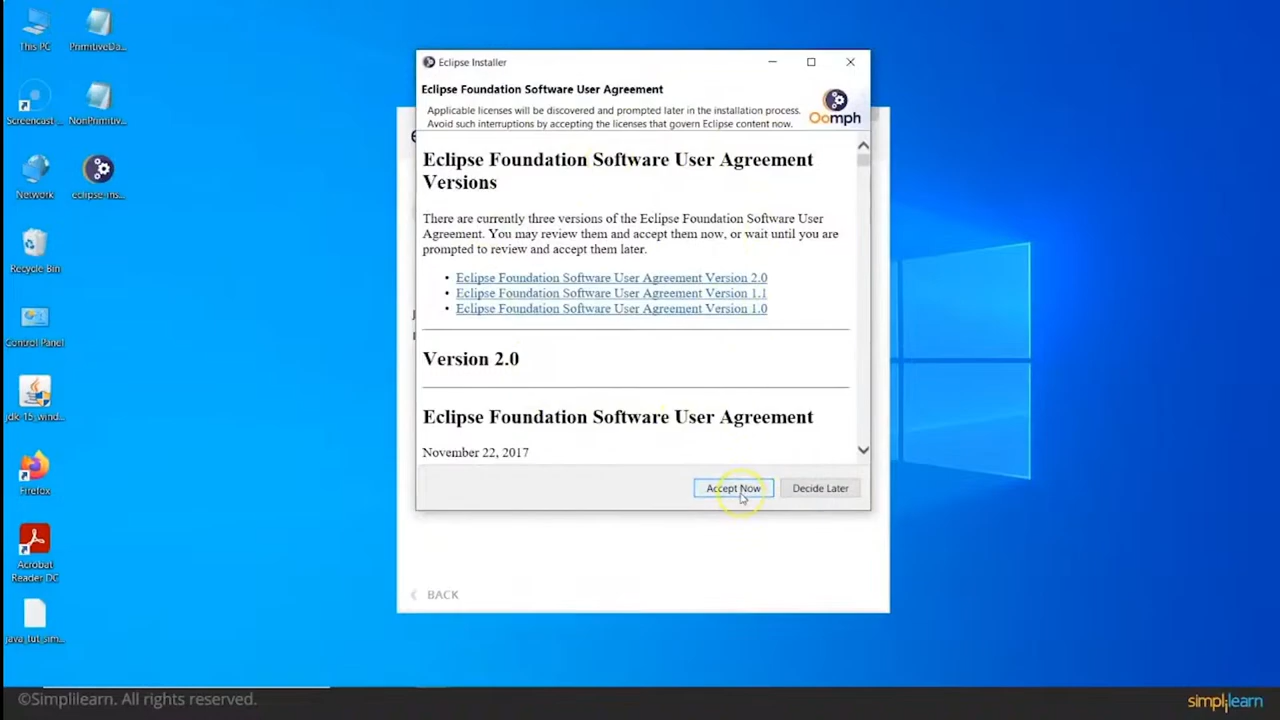 This PC
PrimitiveDa...
Screencast-...
NonPrimitiv...
Network
eclipse-ins...
Recycle Bin
Control Panel
jdk-15_wind...
Firefox
Acrobat
Reader DC
java_tut_sim...
Eclipse Installer
Eclipse Foundation Software User Agreement
Applicable licenses will be discovered and prompted later in the installation process.
Avoid such interruptions by accepting the licenses that govern Eclipse content now.
Oomph
Eclipse Foundation Software User Agreement
Versions
There are currently three versions of the Eclipse Foundation Software User
Agreement. You may review them and accept them now, or wait until you are
prompted to review and accept them later.
• Eclipse Foundation Software User Agreement Version 2.0
• Eclipse Foundation Software User Agreement Version 1.1
• Eclipse Foundation Software User Agreement Version 1.0
Version 2.0
Eclipse Foundation Software User Agreement
November 22, 2017
Accept Now
Decide Later
BACK
©Simplilearn. All rights reserved.
simplilearn